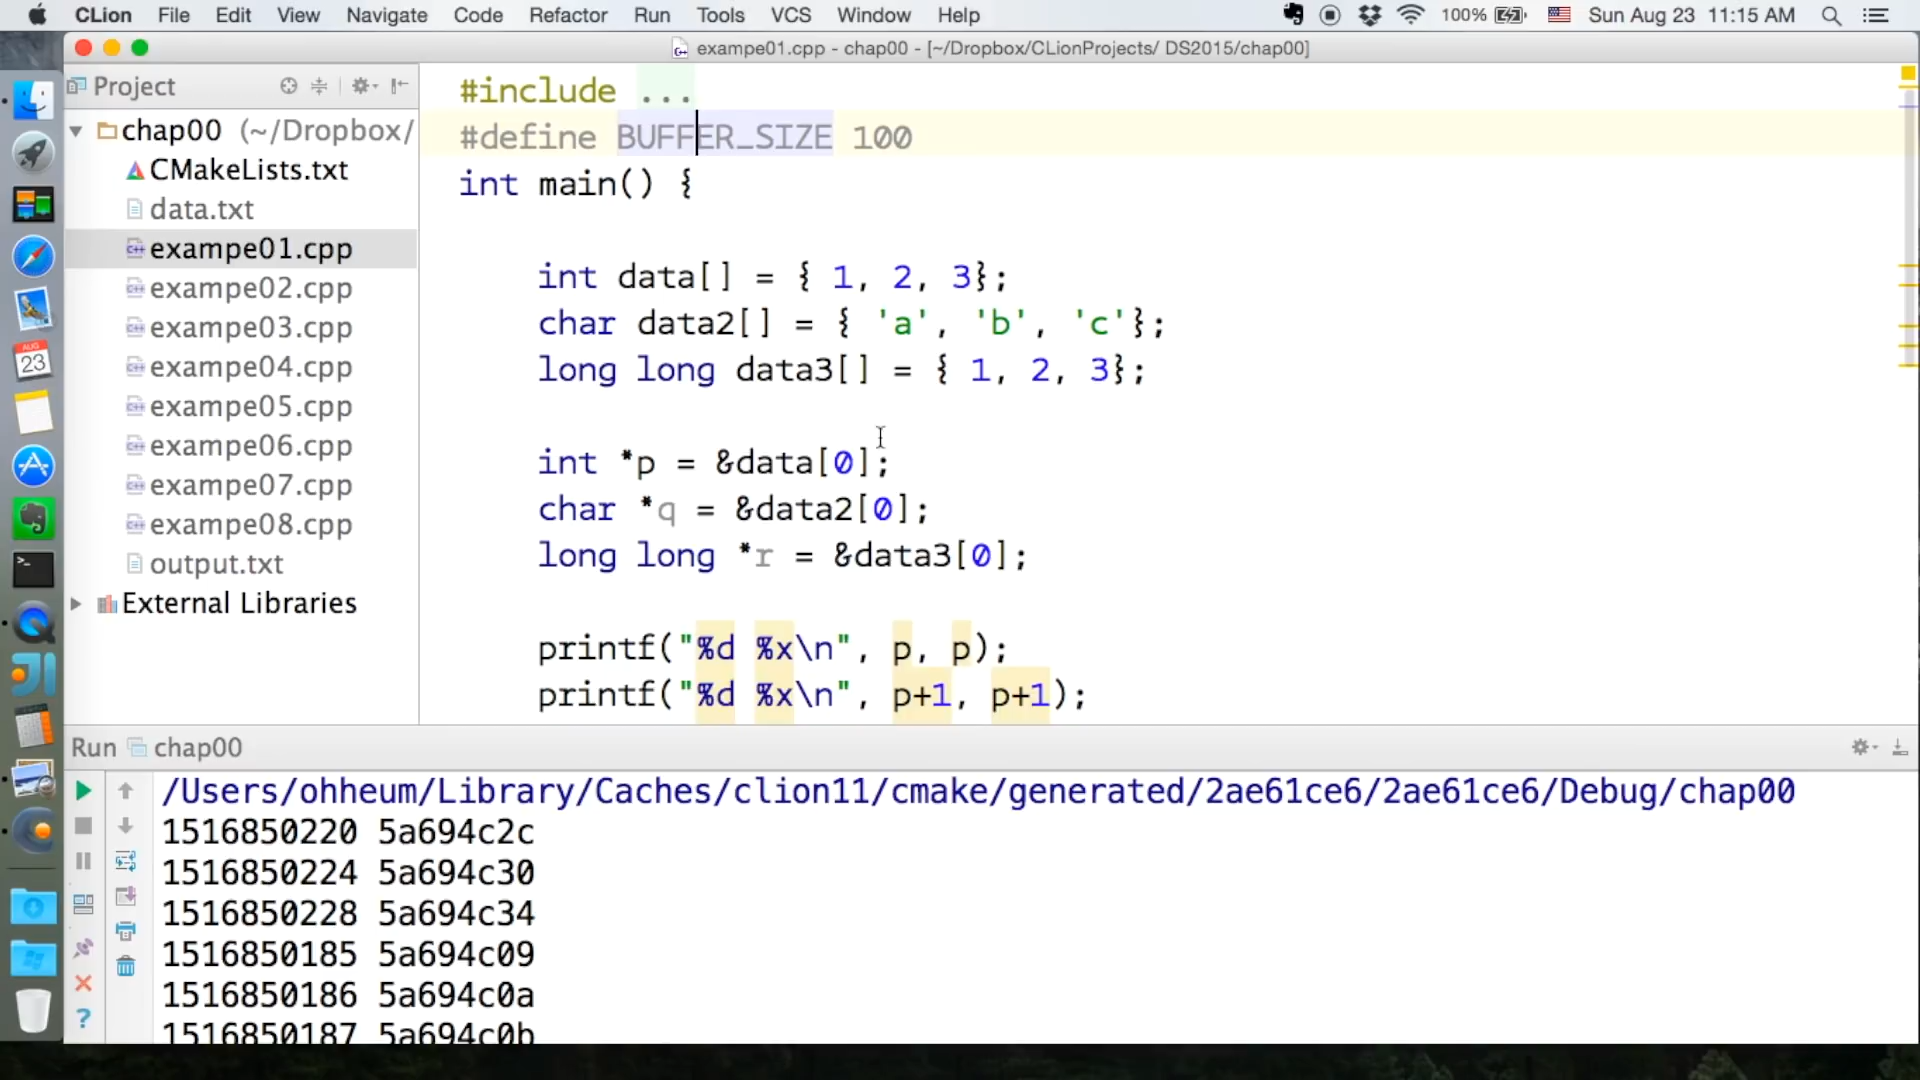 CLion File Edit View Navigate Code Refactor Run Tools VCS Window Help 100% Sun Aug 23 11:15 AM
exampe01.cpp - chap00 - [~/Dropbox/CLionProjects/ DS2015/chap00]
Project
chap00 (~/Dropbox/
CMakeLists.txt
data.txt
exampe01.cpp
exampe02.cpp
exampe03.cpp
exampe04.cpp
exampe05.cpp
exampe06.cpp
exampe07.cpp
exampe08.cpp
output.txt
External Libraries
AUG
23
#include ...
#define BUFFER_SIZE 100
int main() {
int data[] = { 1, 2, 3};
char data2[] = { 'a', 'b', 'c'};
long long data3[] = { 1, 2, 3};
int *p = &data[0];
char *q = &data2[0];
long long *r = &data3[0];
printf("%d %x\n", p, p);
printf("%d %x\n", p+1, p+1);
Run chap00
/Users/ohheum/Library/Caches/clion11/cmake/generated/2ae61ce6/2ae61ce6/Debug/chap00
1516850220 5a694c2c
1516850224 5a694c30
1516850228 5a694c34
1516850185 5a694c09
1516850186 5a694c0a
1516850187 5a694c0b